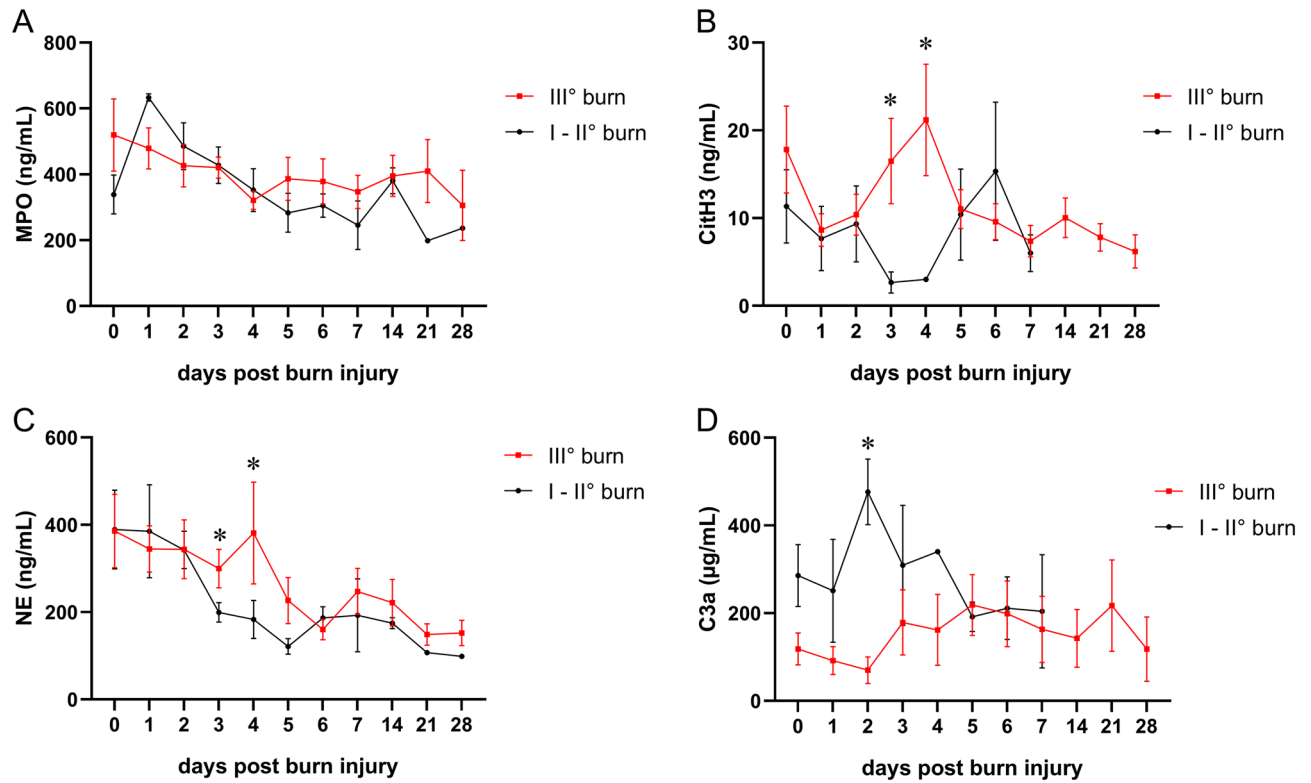 A
MPO (ng/mL)
800
600
400
200
0
0 1 2 3 4 5 6 7 14 21 28
days post burn injury
III° burn
I - II° burn
B
CitH3 (ng/mL)
30
20
10
0
* *
0 1 2 3 4 5 6 7 14 21 28
days post burn injury
III° burn
I - II° burn
C
NE (ng/mL)
600
400
200
0
* *
0 1 2 3 4 5 6 7 14 21 28
days post burn injury
III° burn
I - II° burn
D
C3a (µg/mL)
600
400
200
0
*
0 1 2 3 4 5 6 7 14 21 28
days post burn injury
III° burn
I - II° burn